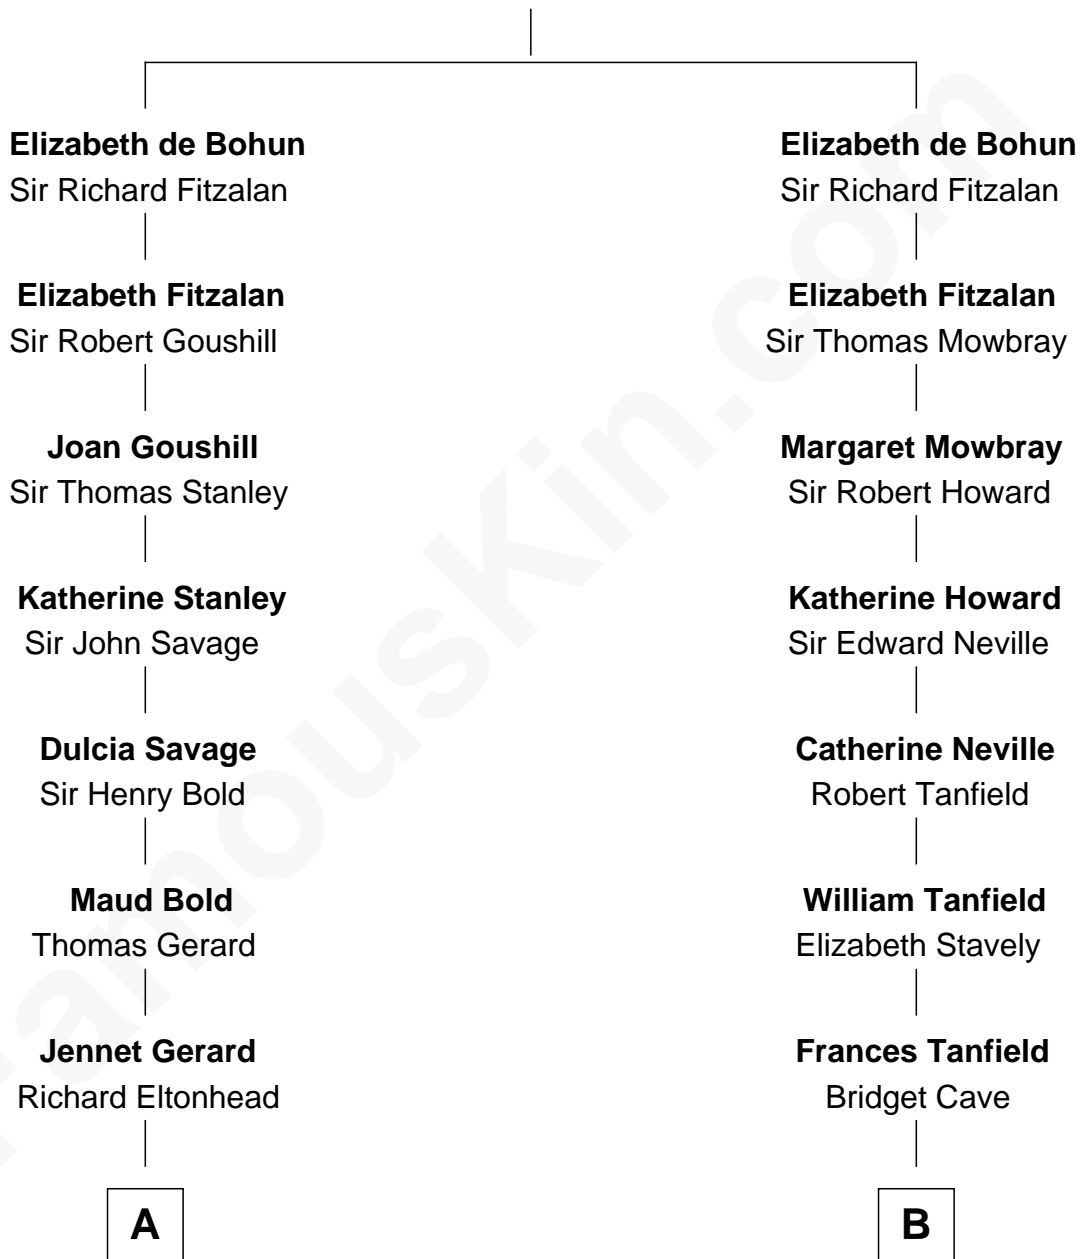 Elizabeth de Bohun
Sir Richard Fitzalan
Elizabeth Fitzalan
Sir Robert Goushill
Joan Goushill
Sir Thomas Stanley
Katherine Stanley
Sir John Savage
Dulcia Savage
Sir Henry Bold
Maud Bold
Thomas Gerard
Jennet Gerard
Richard Eltonhead
A
Elizabeth de Bohun
Sir Richard Fitzalan
Elizabeth Fitzalan
Sir Thomas Mowbray
Margaret Mowbray
Sir Robert Howard
Katherine Howard
Sir Edward Neville
Catherine Neville
Robert Tanfield
William Tanfield
Elizabeth Stavely
Frances Tanfield
Bridget Cave
B
FamousKin.com